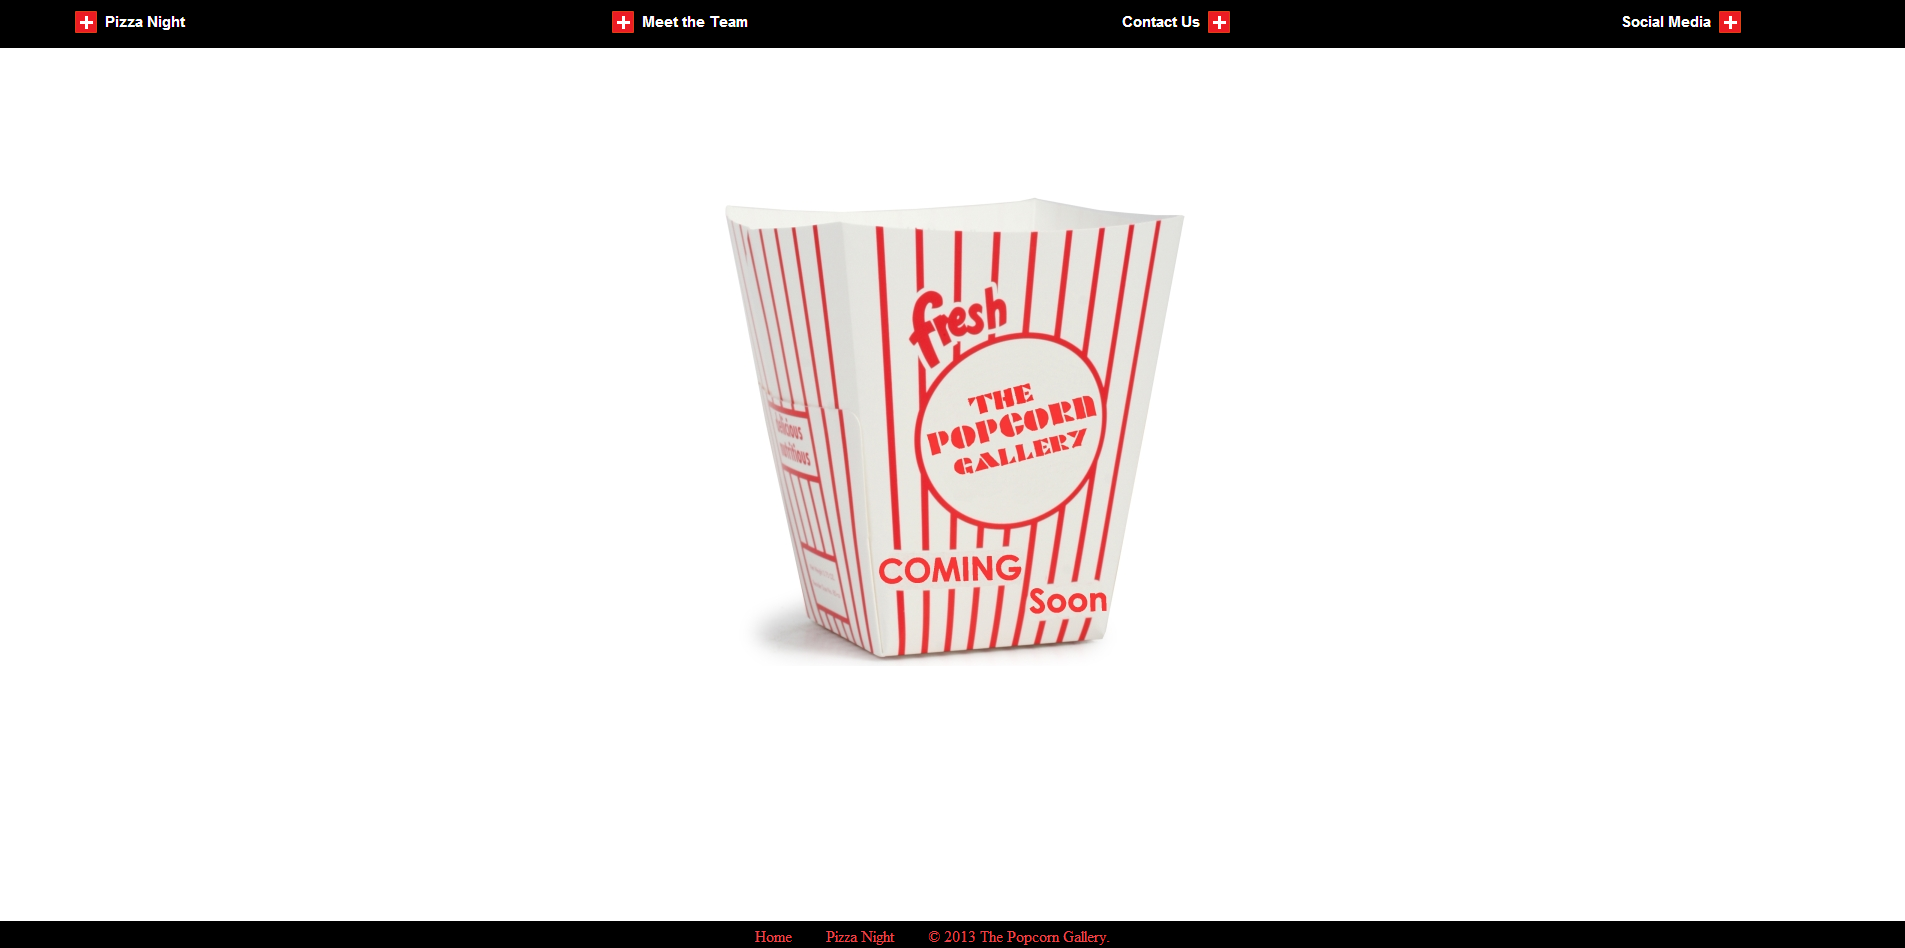 Pizza Night
Meet the Team
Contact Us
Social Media
fresh
THE
POPCORN
GALLERY
delicious
nutritious
COMING
Soon
Home
Pizza Night
© 2013 The Popcorn Gallery.